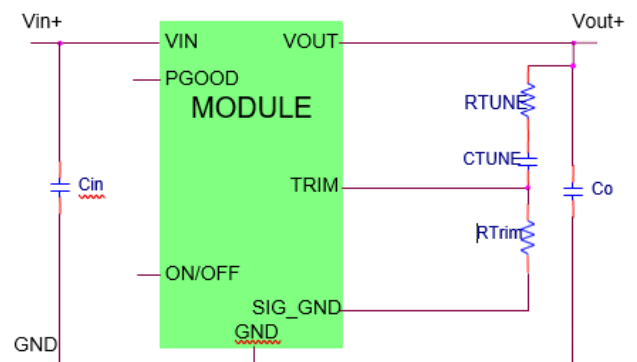 Vin+
Vout+
VIN
VOUT
PGOOD
MODULE
RTUNE
CTUNE
TRIM
Cin
Co
RTrim
ON/OFF
SIG_GND
GND
GND